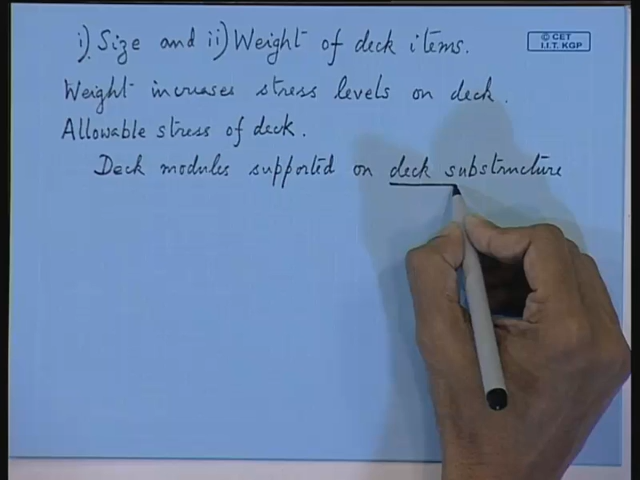 i) Size and ii) Weight of deck items.
© CET
I.I.T. KGP
Weight increases stress levels on deck.
Allowable stress of deck.
Deck modules supported on deck substructure